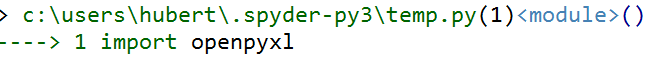 > c:\users\hubert\.spyder-py3\temp.py(1)<module>()
----> 1 import openpyxl